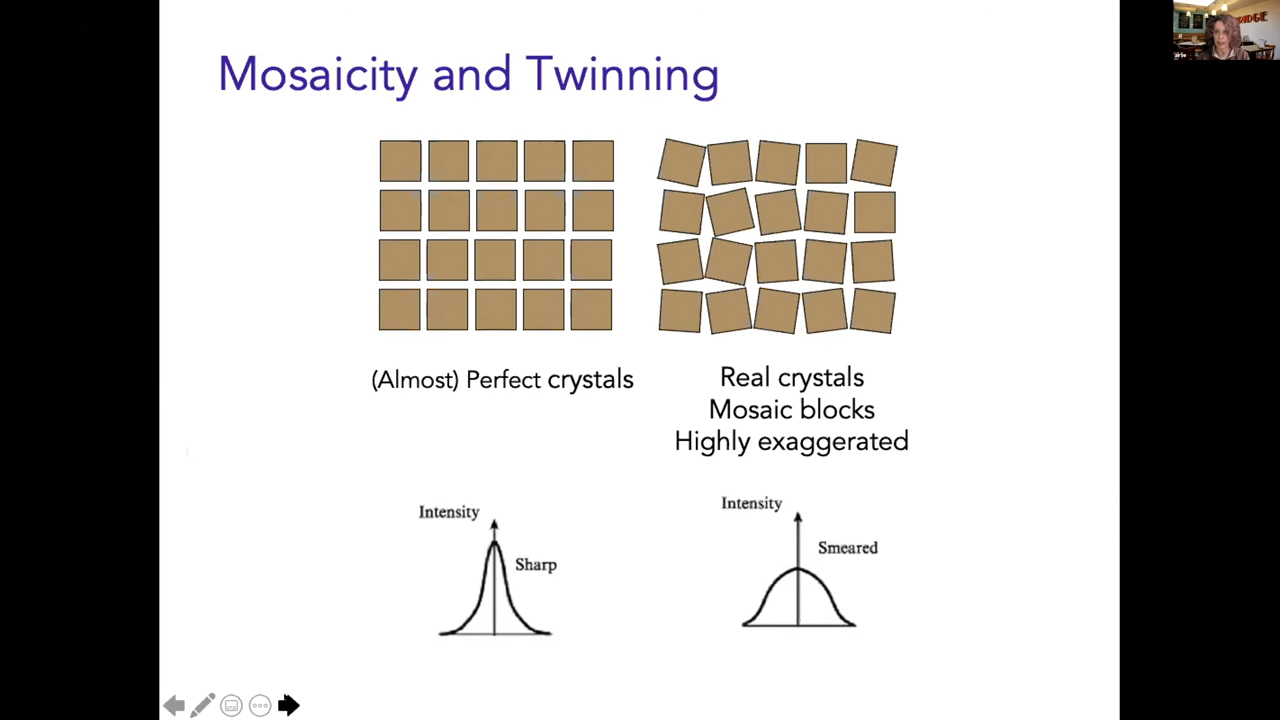 Mosaicity and Twinning
(Almost) Perfect crystals
Real crystals
Mosaic blocks
Highly exaggerated
Intensity
Sharp
Intensity
Smeared